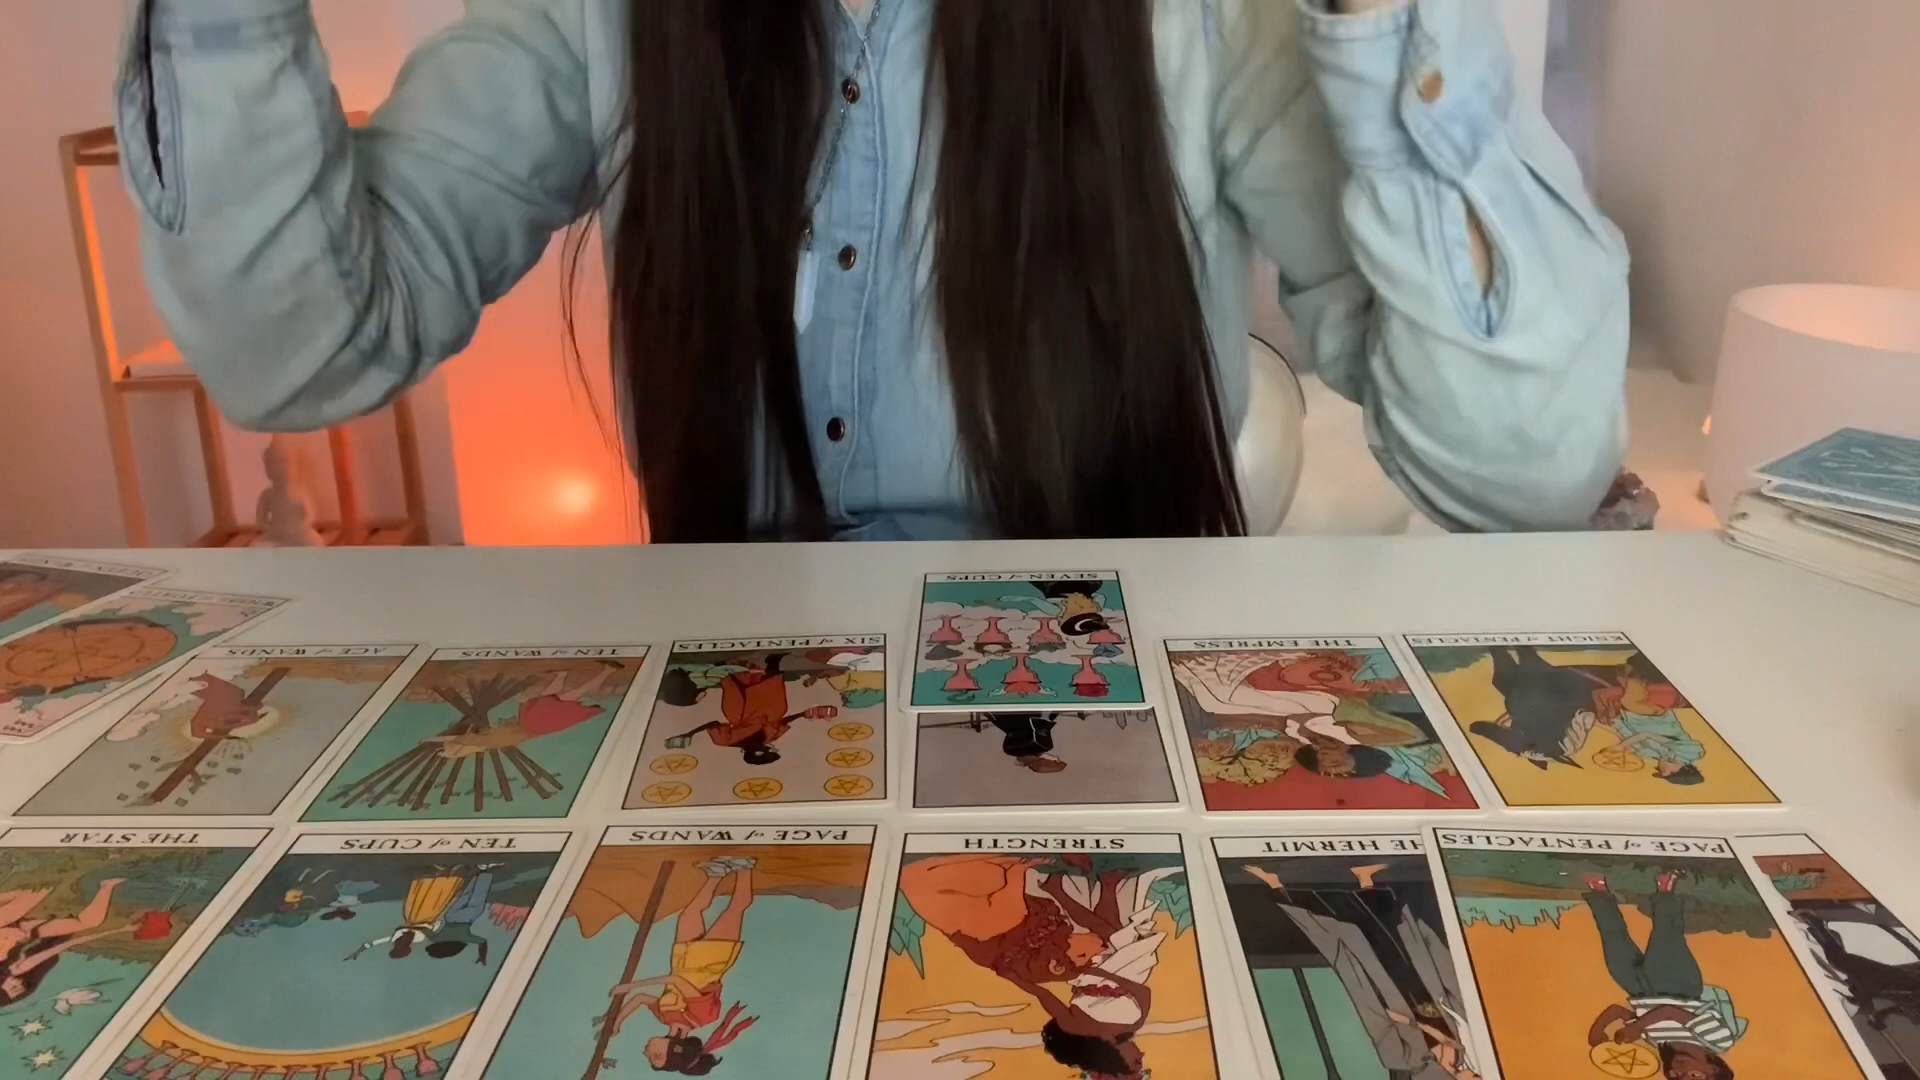 SEVEN of CUPS
ACE of WANDS
TEN of WANDS
SIX of PENTACLES
THE EMPRESS
KNIGHT of PENTACLES
THE STAR
TEN of CUPS
PAGE of WANDS
STRENGTH
THE HERMIT
PAGE of PENTACLES